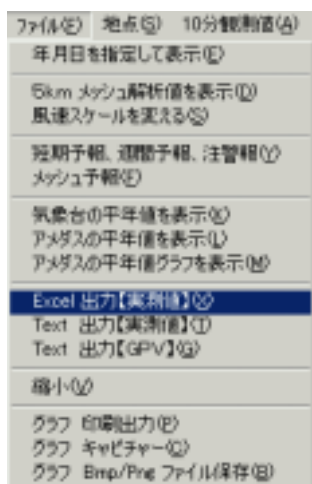 ファイル(F) 地点(S) 10分観測値(A)
年月日を指定して表示(E)
5km メッシュ解析値を表示(D)
風速スケールを変える(S)
短期予報、週間予報、注警報(Y)
メッシュ予報(F)
気象台の平年値を表示(K)
アメダスの平年値を表示(L)
アメダスの平年値グラフを表示(M)
Excel 出力【実測値】(X)
Text 出力【実測値】(T)
Text 出力【GPV】(G)
縮小(V)
グラフ 印刷出力(P)
グラフ キャピチャー(C)
グラフ Bmp/Png ファイル保存(B)